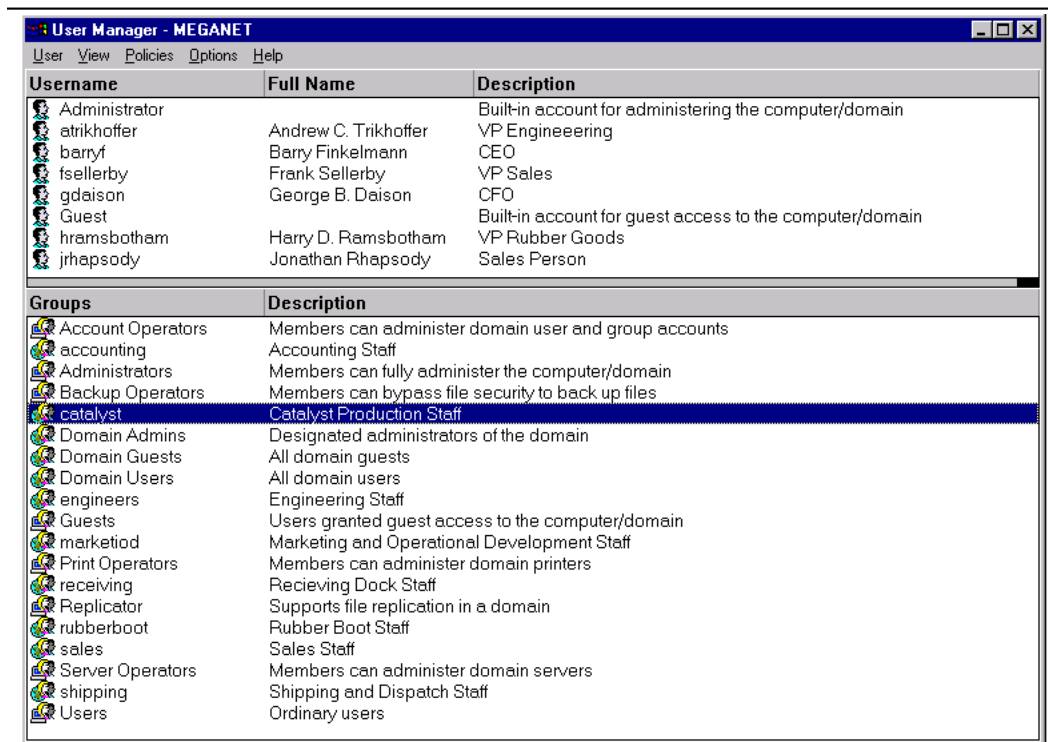 User Manager - MEGANET
User View Policies Options Help
Username Full Name Description
Administrator Built-in account for administering the computer/domain
atrikhoffer Andrew C. Trikhoffer VP Engineeering
barryf Barry Finkelmann CEO
fsellerby Frank Sellerby VP Sales
gdaison George B. Daison CFO
Guest Built-in account for guest access to the computer/domain
hramsbotham Harry D. Ramsbotham VP Rubber Goods
jrhapsody Jonathan Rhapsody Sales Person
Groups Description
Account Operators Members can administer domain user and group accounts
accounting Accounting Staff
Administrators Members can fully administer the computer/domain
Backup Operators Members can bypass file security to back up files
catalyst Catalyst Production Staff
Domain Admins Designated administrators of the domain
Domain Guests All domain guests
Domain Users All domain users
engineers Engineering Staff
Guests Users granted guest access to the computer/domain
marketiod Marketing and Operational Development Staff
Print Operators Members can administer domain printers
receiving Recieving Dock Staff
Replicator Supports file replication in a domain
rubberboot Rubber Boot Staff
sales Sales Staff
Server Operators Members can administer domain servers
shipping Shipping and Dispatch Staff
Users Ordinary users